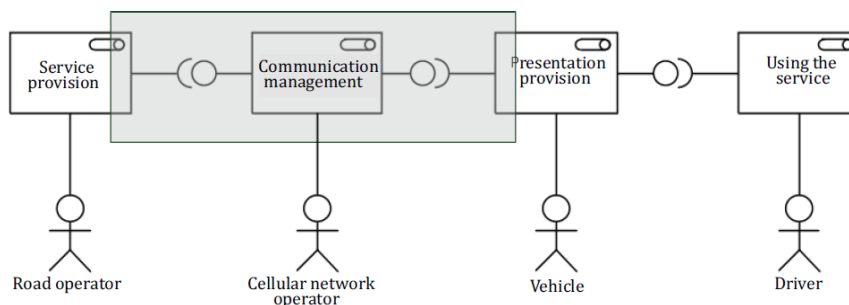 Service
provision
Communication
management
Presentation
provision
Using the
service
Road operator
Cellular network
operator
Vehicle
Driver